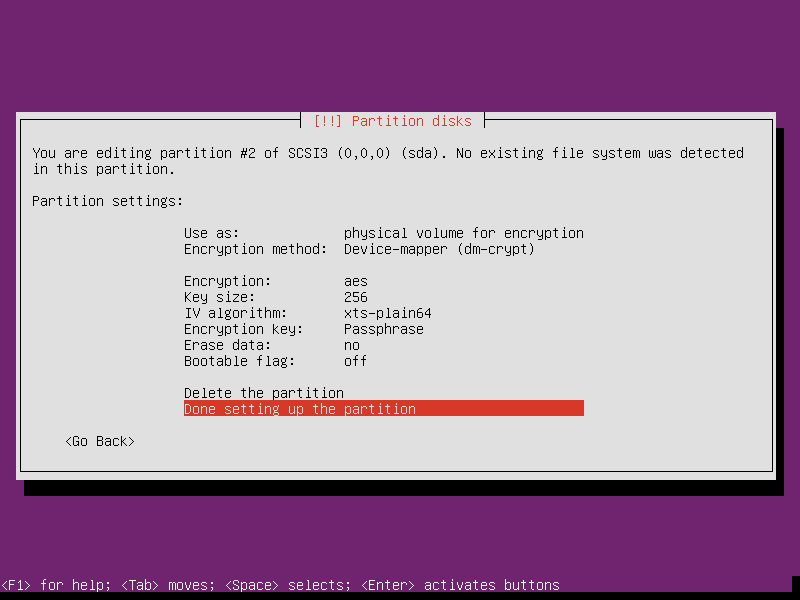 [!!] Partition disks
You are editing partition #2 of SCSI3 (0,0,0) (sda). No existing file system was detected
in this partition.
Partition settings:
Use as: physical volume for encryption
Encryption method: Device-mapper (dm-crypt)
Encryption: aes
Key size: 256
IV algorithm: xts-plain64
Encryption key: Passphrase
Erase data: no
Bootable flag: off
Delete the partition
Done setting up the partition
<Go Back>
<F1> for help; <Tab> moves; <Space> selects; <Enter> activates buttons